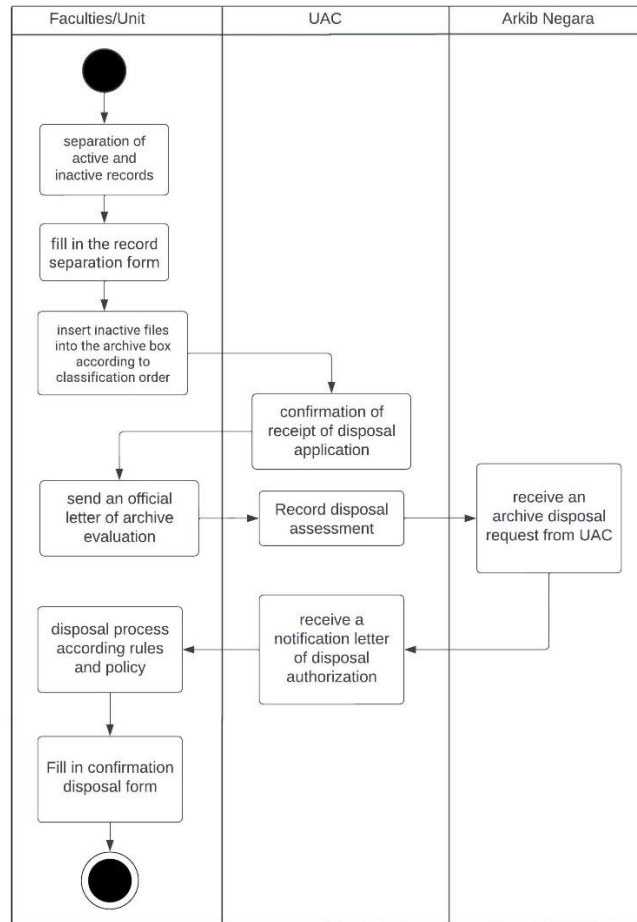 Faculties/Unit
UAC
Arkib Negara
separation of
active and
inactive records
fill in the record
separation form
insert inactive files
into the archive box
according to
classification order
confirmation of
receipt of disposal
application
send an official
letter of archive
evaluation
Record disposal
assessment
receive an
archive disposal
request from UAC
receive a
notification letter
of disposal
authorization
disposal process
according rules
and policy
Fill in confirmation
disposal form